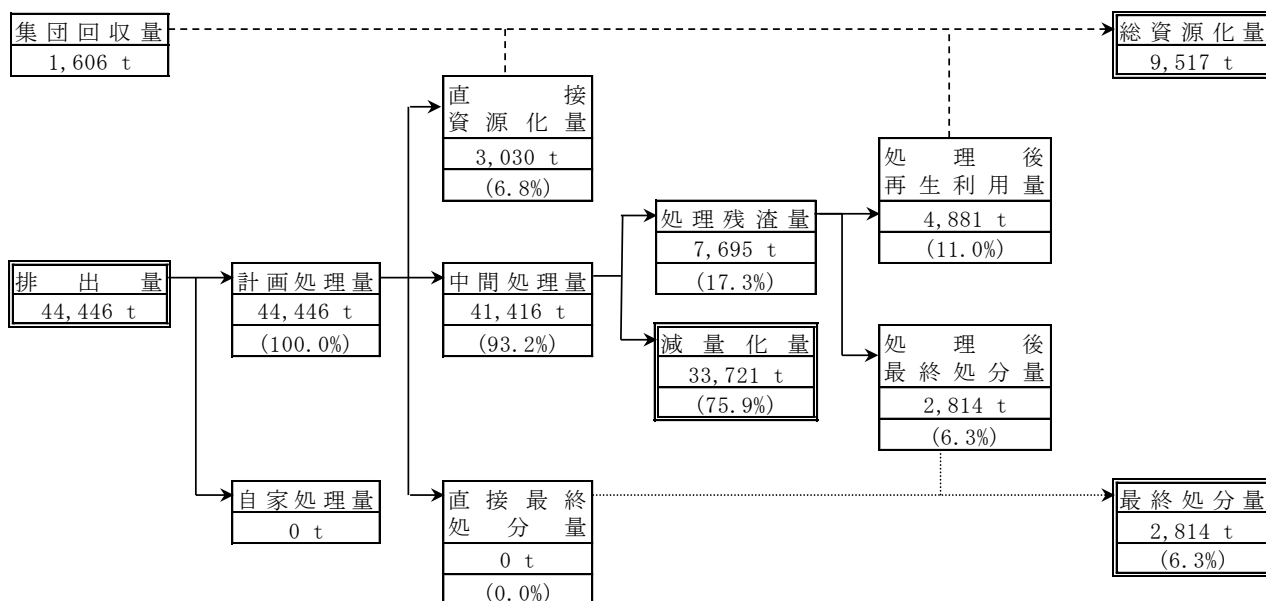 集団回収量
1,606 t
総資源化量
9,517 t
直接
資源化量
3,030 t
(6.8%)
処理後
再生利用量
4,881 t
(11.0%)
処理残渣量
7,695 t
(17.3%)
排出量
44,446 t
計画処理量
44,446 t
(100.0%)
中間処理量
41,416 t
(93.2%)
減量化量
33,721 t
(75.9%)
処理後
最終処分量
2,814 t
(6.3%)
自家処理量
0 t
直接最終
処分量
0 t
(0.0%)
最終処分量
2,814 t
(6.3%)